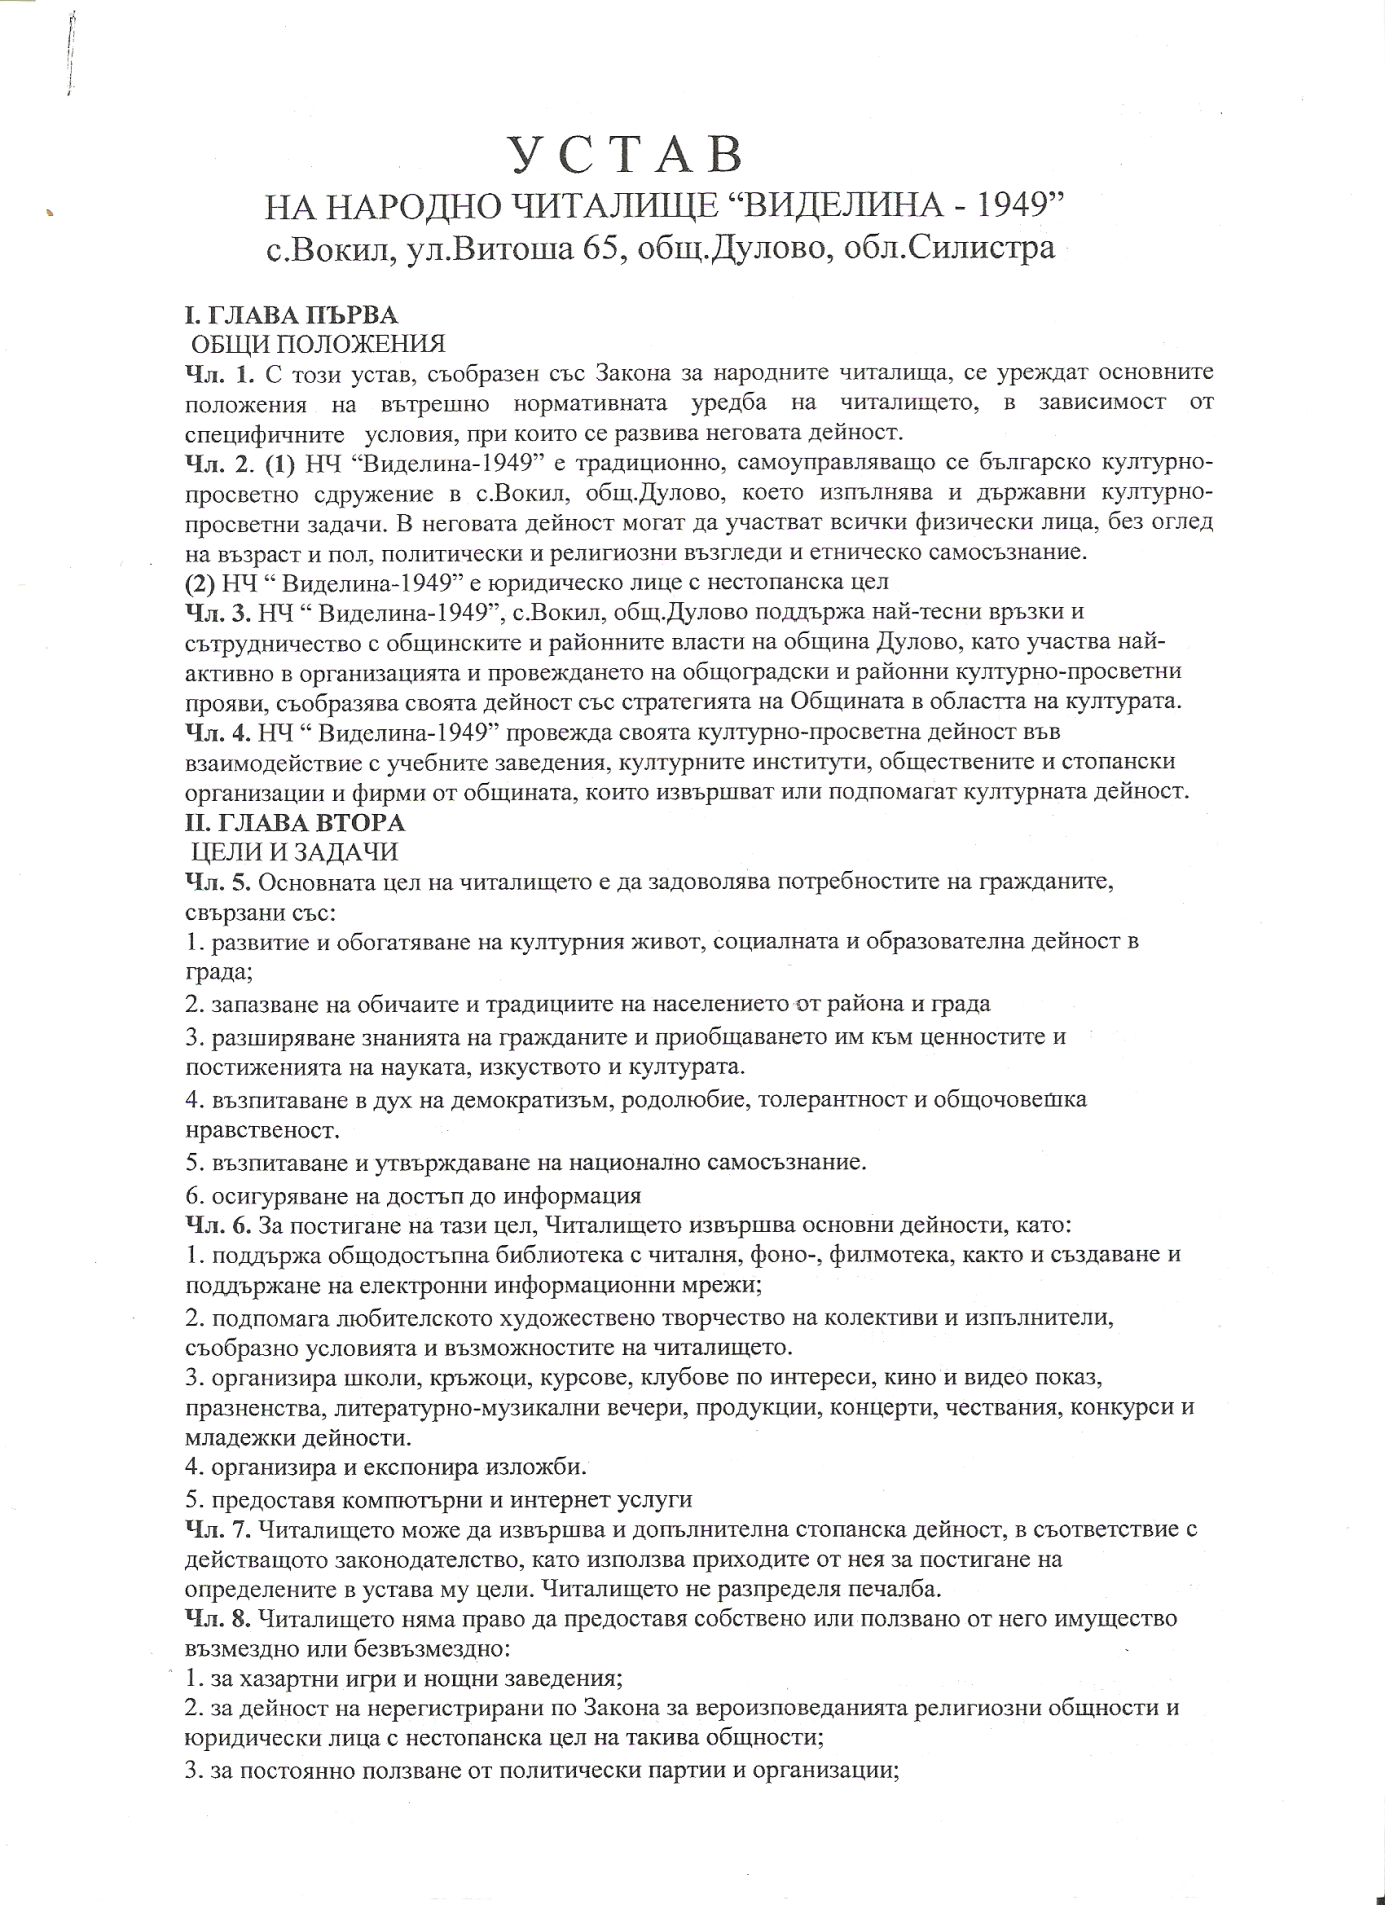 У С Т А В
НА НАРОДНО ЧИТАЛИЩЕ “ВИДЕЛИНА - 1949”
с.Вокил, ул.Витоша 65, общ.Дулово, обл.Силистра
I. ГЛАВА ПЪРВА
ОБЩИ ПОЛОЖЕНИЯ
Чл. 1. С този устав, съобразен със Закона за народните читалища, се уреждат основните
положения на вътрешно нормативната уредба на читалището, в зависимост от
специфичните условия, при които се развива неговата дейност.
Чл. 2. (1) НЧ “Виделина-1949” е традиционно, самоуправляващо се българско културно-
просветно сдружение в с.Вокил, общ.Дулово, което изпълнява и държавни културно-
просветни задачи. В неговата дейност могат да участват всички физически лица, без оглед
на възраст и пол, политически и религиозни възгледи и етническо самосъзнание.
(2) НЧ “ Виделина-1949” е юридическо лице с нестопанска цел
Чл. 3. НЧ “ Виделина-1949”, с.Вокил, общ.Дулово поддържа най-тесни връзки и
сътрудничество с общинските и районните власти на община Дулово, като участва най-
активно в организацията и провеждането на общоградски и районни културно-просветни
прояви, съобразява своята дейност със стратегията на Общината в областта на културата.
Чл. 4. НЧ “ Виделина-1949” провежда своята културно-просветна дейност във
взаимодействие с учебните заведения, културните институти, обществените и стопански
организации и фирми от общината, които извършват или подпомагат културната дейност.
II. ГЛАВА ВТОРА
ЦЕЛИ И ЗАДАЧИ
Чл. 5. Основната цел на читалището е да задоволява потребностите на гражданите,
свързани със:
1. развитие и обогатяване на културния живот, социалната и образователна дейност в
града;
2. запазване на обичаите и традициите на населението от района и града
3. разширяване знанията на гражданите и приобщаването им към ценностите и
постиженията на науката, изкуството и културата.
4. възпитаване в дух на демократизъм, родолюбие, толерантност и общочовешка
нравственост.
5. възпитаване и утвърждаване на национално самосъзнание.
6. осигуряване на достъп до информация
Чл. 6. За постигане на тази цел, Читалището извършва основни дейности, като:
1. поддържа общодостъпна библиотека с читалня, фоно-, филмотека, както и създаване и
поддържане на електронни информационни мрежи;
2. подпомага любителското художествено творчество на колективи и изпълнители,
съобразно условията и възможностите на читалището.
3. организира школи, кръжоци, курсове, клубове по интереси, кино и видео показ,
празненства, литературно-музикални вечери, продукции, концерти, чествания, конкурси и
младежки дейности.
4. организира и експонира изложби.
5. предоставя компютърни и интернет услуги
Чл. 7. Читалището може да извършва и допълнителна стопанска дейност, в съответствие с
действащото законодателство, като използва приходите от нея за постигане на
определените в устава му цели. Читалището не разпределя печалба.
Чл. 8. Читалището няма право да предоставя собствено или ползвано от него имущество
възмездно или безвъзмездно:
1. за хазартни игри и нощни заведения;
2. за дейност на нерегистрирани по Закона за вероизповеданията религиозни общности и
юридически лица с нестопанска цел на такива общности;
3. за постоянно ползване от политически партии и организации;